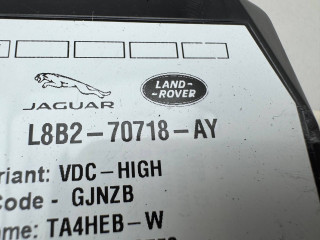 LAND-
ROVER
JAGUAR
L8B2-70718-AY
riant: VDC-HIGH
Code - GJNZB
me: TA4HEB-W